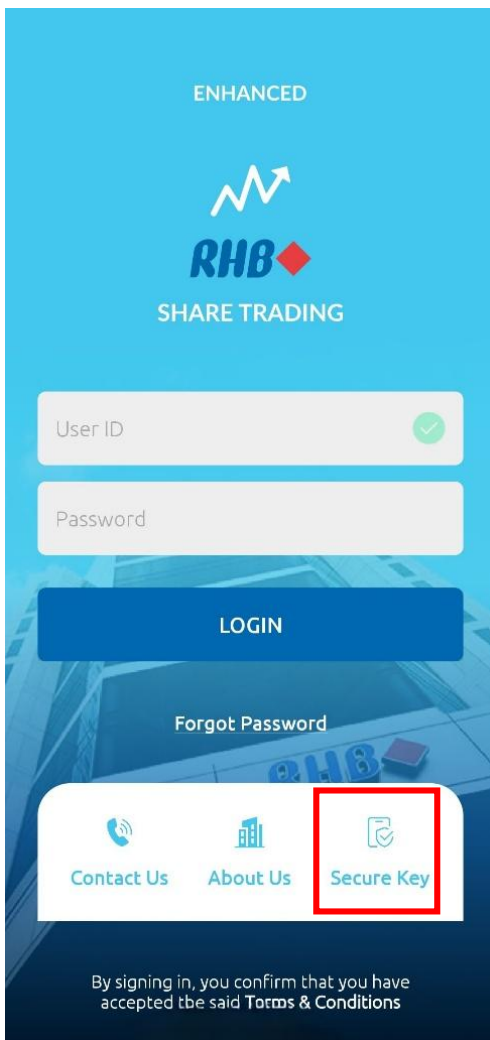 ENHANCED
RHB
SHARE TRADING
User ID
Password
LOGIN
Forgot Password
RHB
Contact Us About Us Secure Key
By signing in, you confirm that you have
accepted tbe said Torms & Conditions